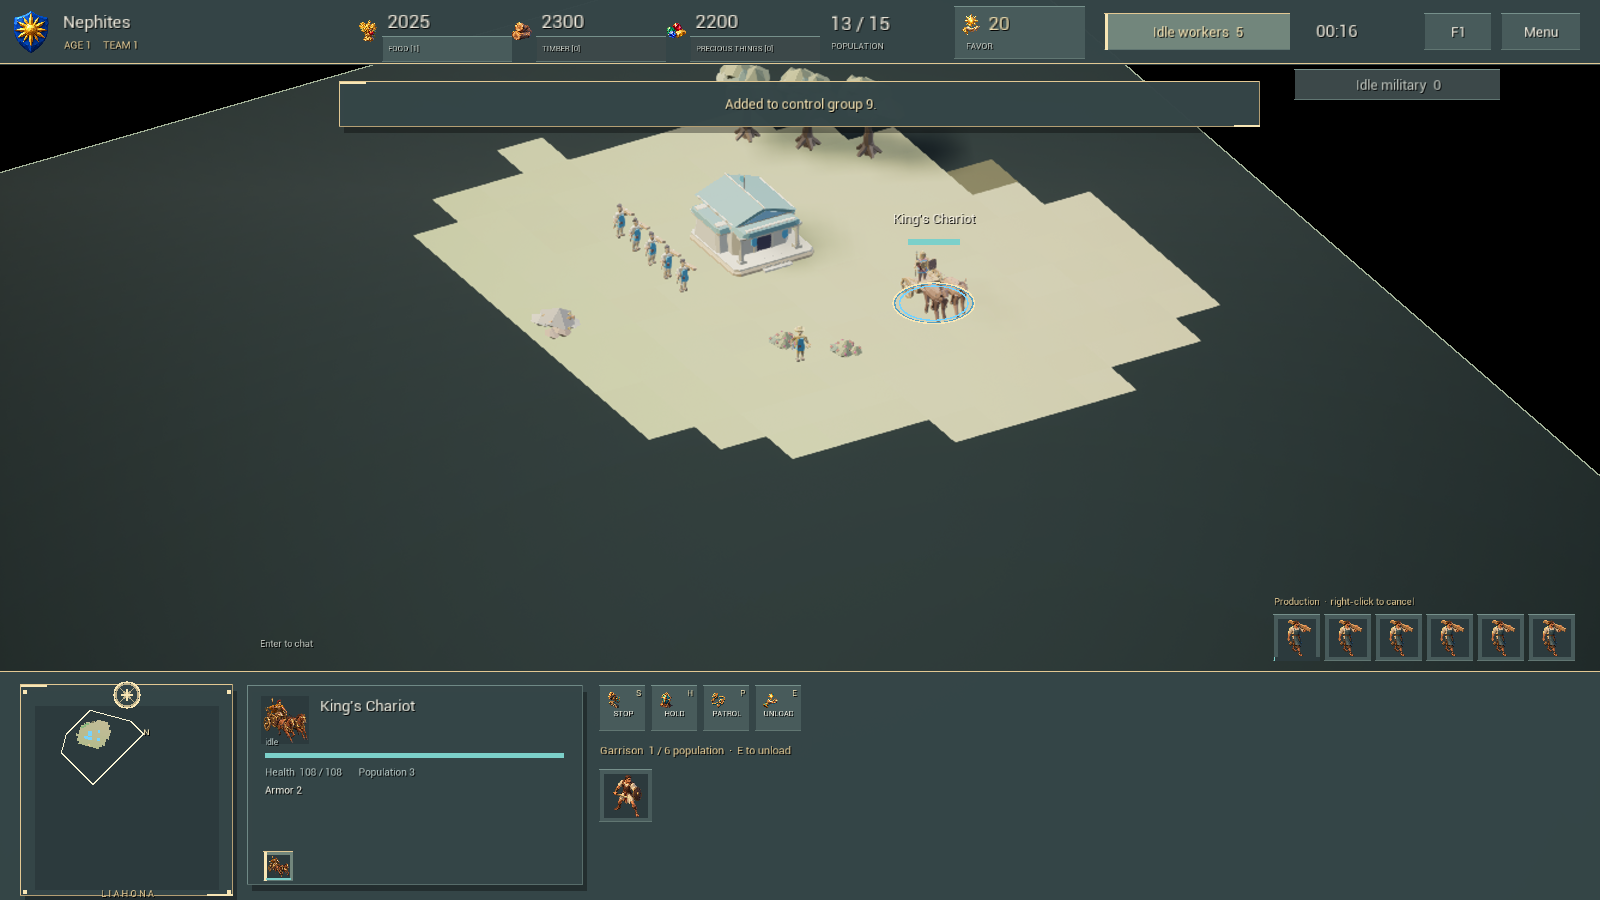 Nephites
AGE 1 TEAM 1
2025
FOOD [1]
2300
TIMBER [0]
2200
PRECIOUS THINGS [0]
13 / 15
POPULATION
20
FAVOR
Idle workers 5
00:16
F1
Menu
Idle military 0
Added to control group 9.
King's Chariot
Production · right-click to cancel
Enter to chat
N
LIAHONA
King's Chariot
idle
Health 108 / 108 Population 3
Armor 2
S
STOP
H
HOLD
P
PATROL
E
UNLOAD
Garrison 1 / 6 population · E to unload